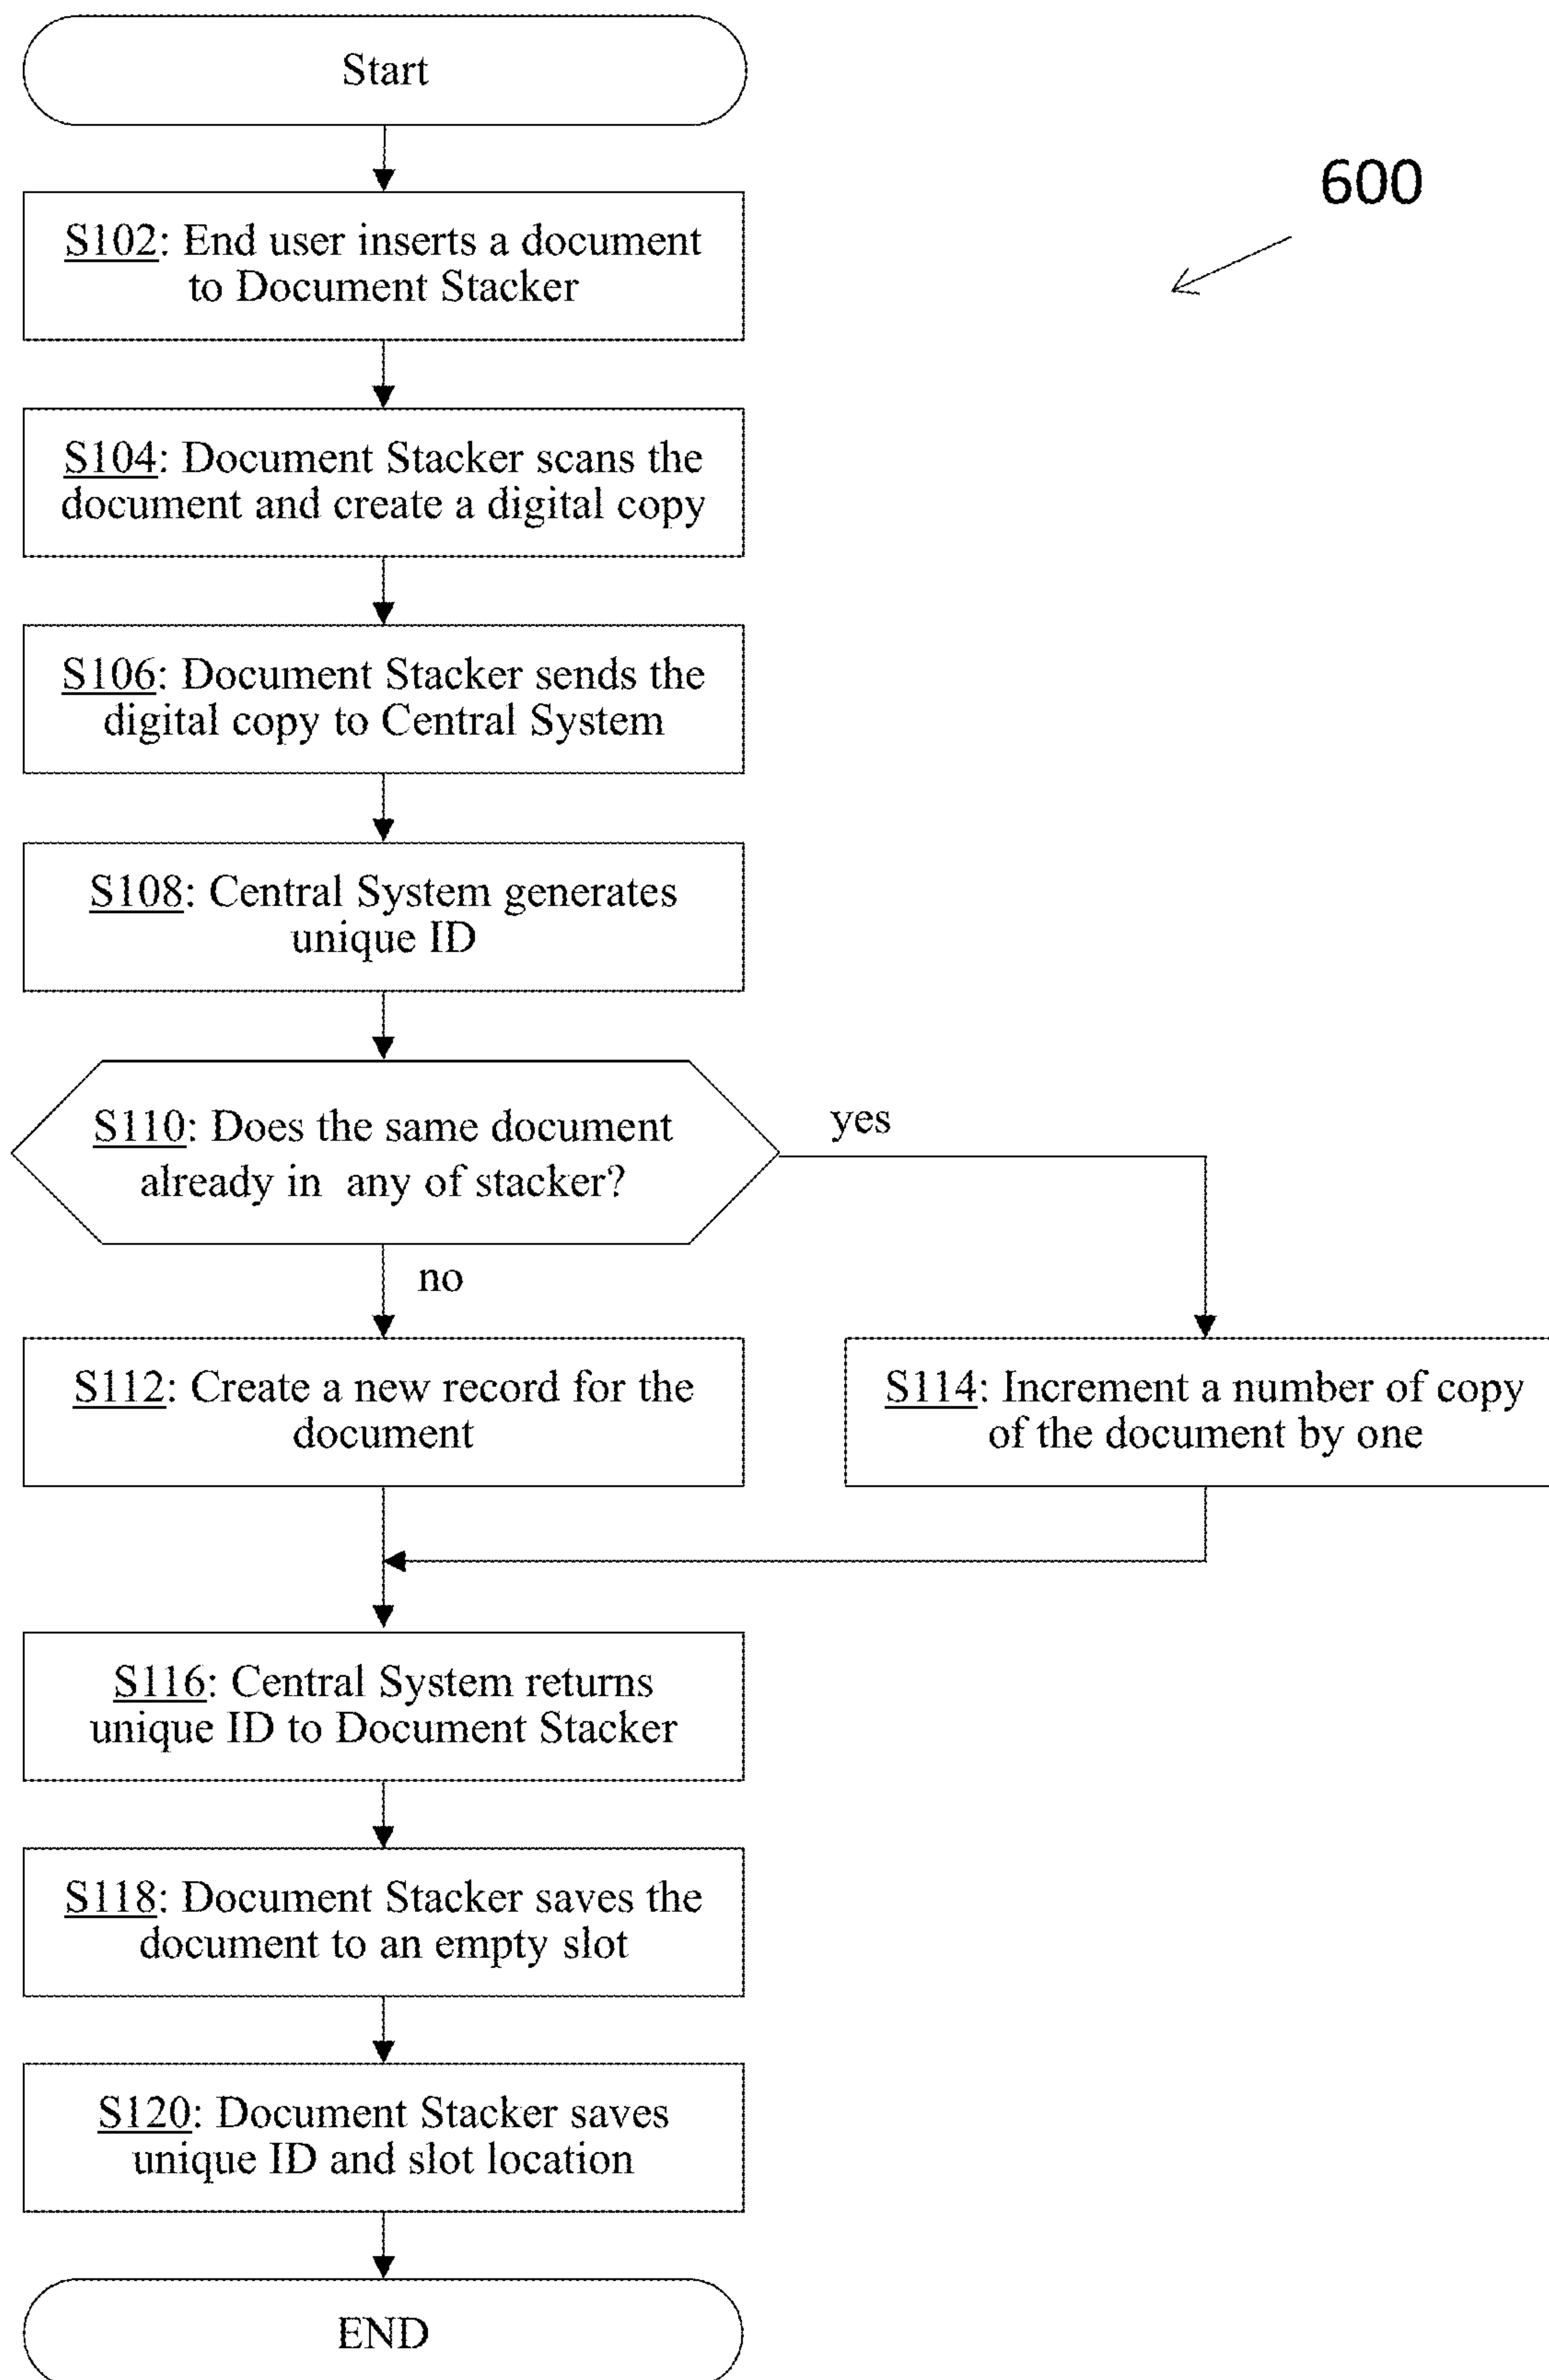 Start
600
S102: End user inserts a document
to Document Stacker
S104: Document Stacker scans the
document and create a digital copy
S106: Document Stacker sends the
digital copy to Central System
S108: Central System generates
unique ID
S110: Does the same document
already in any of stacker?
yes
no
S112: Create a new record for the
document
S114: Increment a number of copy
of the document by one
S116: Central System returns
unique ID to Document Stacker
S118: Document Stacker saves the
document to an empty slot
S120: Document Stacker saves
unique ID and slot location
END